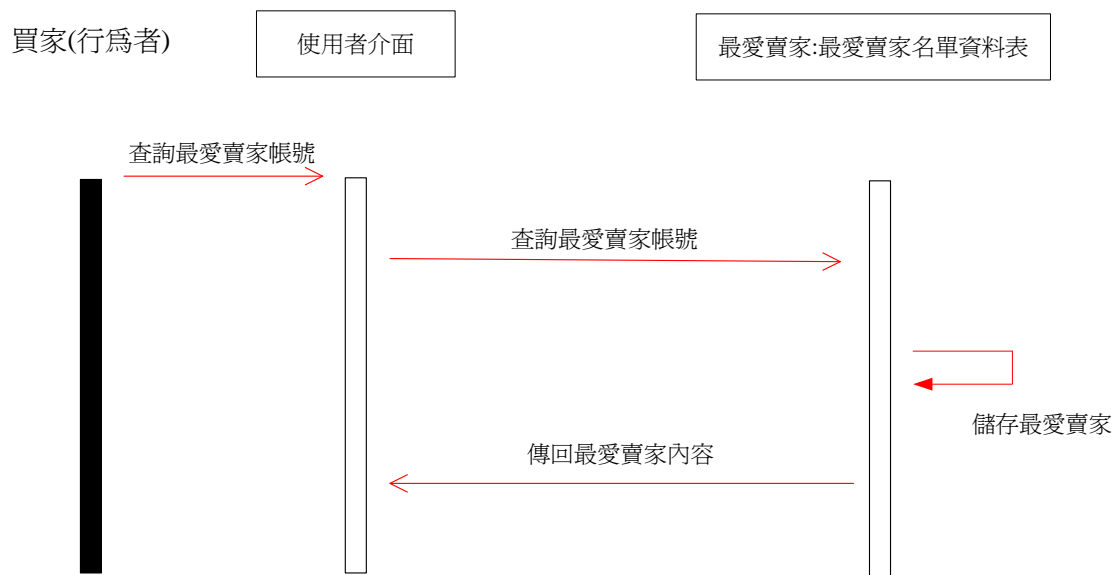 買家(行為者)
使用者介面
最愛賣家:最愛賣家名單資料表
查詢最愛賣家帳號
查詢最愛賣家帳號
儲存最愛賣家
傳回最愛賣家內容